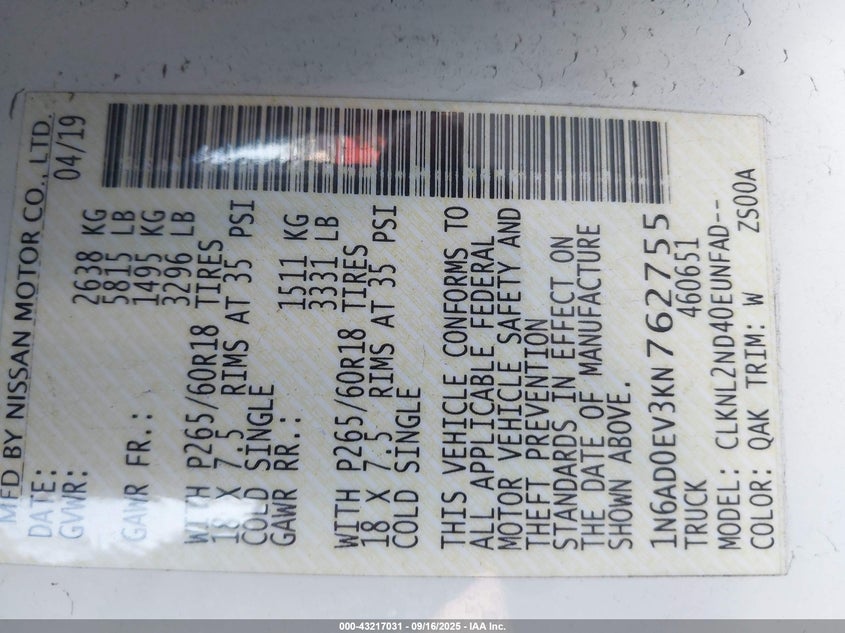 MFD BY NISSAN MOTOR CO., LTD.
DATE: 04/19
GVWR: 2638 KG
5815 LB
GAWR FR.: 1495 KG
3296 LB
WITH P265/60R18 TIRES
18 X 7.5 RIMS AT 35 PSI
COLD SINGLE
GAWR RR.: 1511 KG
3331 LB
WITH P265/60R18 TIRES
18 X 7.5 RIMS AT 35 PSI
COLD SINGLE
THIS VEHICLE CONFORMS TO
ALL APPLICABLE FEDERAL
MOTOR VEHICLE SAFETY AND
THEFT PREVENTION
STANDARDS IN EFFECT ON
THE DATE OF MANUFACTURE
SHOWN ABOVE.
1N6AD0EV3KN762755
TRUCK 460651
MODEL: CLKNL2ND40EUNFAD--
COLOR: QAK TRIM: W ZS00A
000-43217031 - 09/16/2025 - IAA Inc.